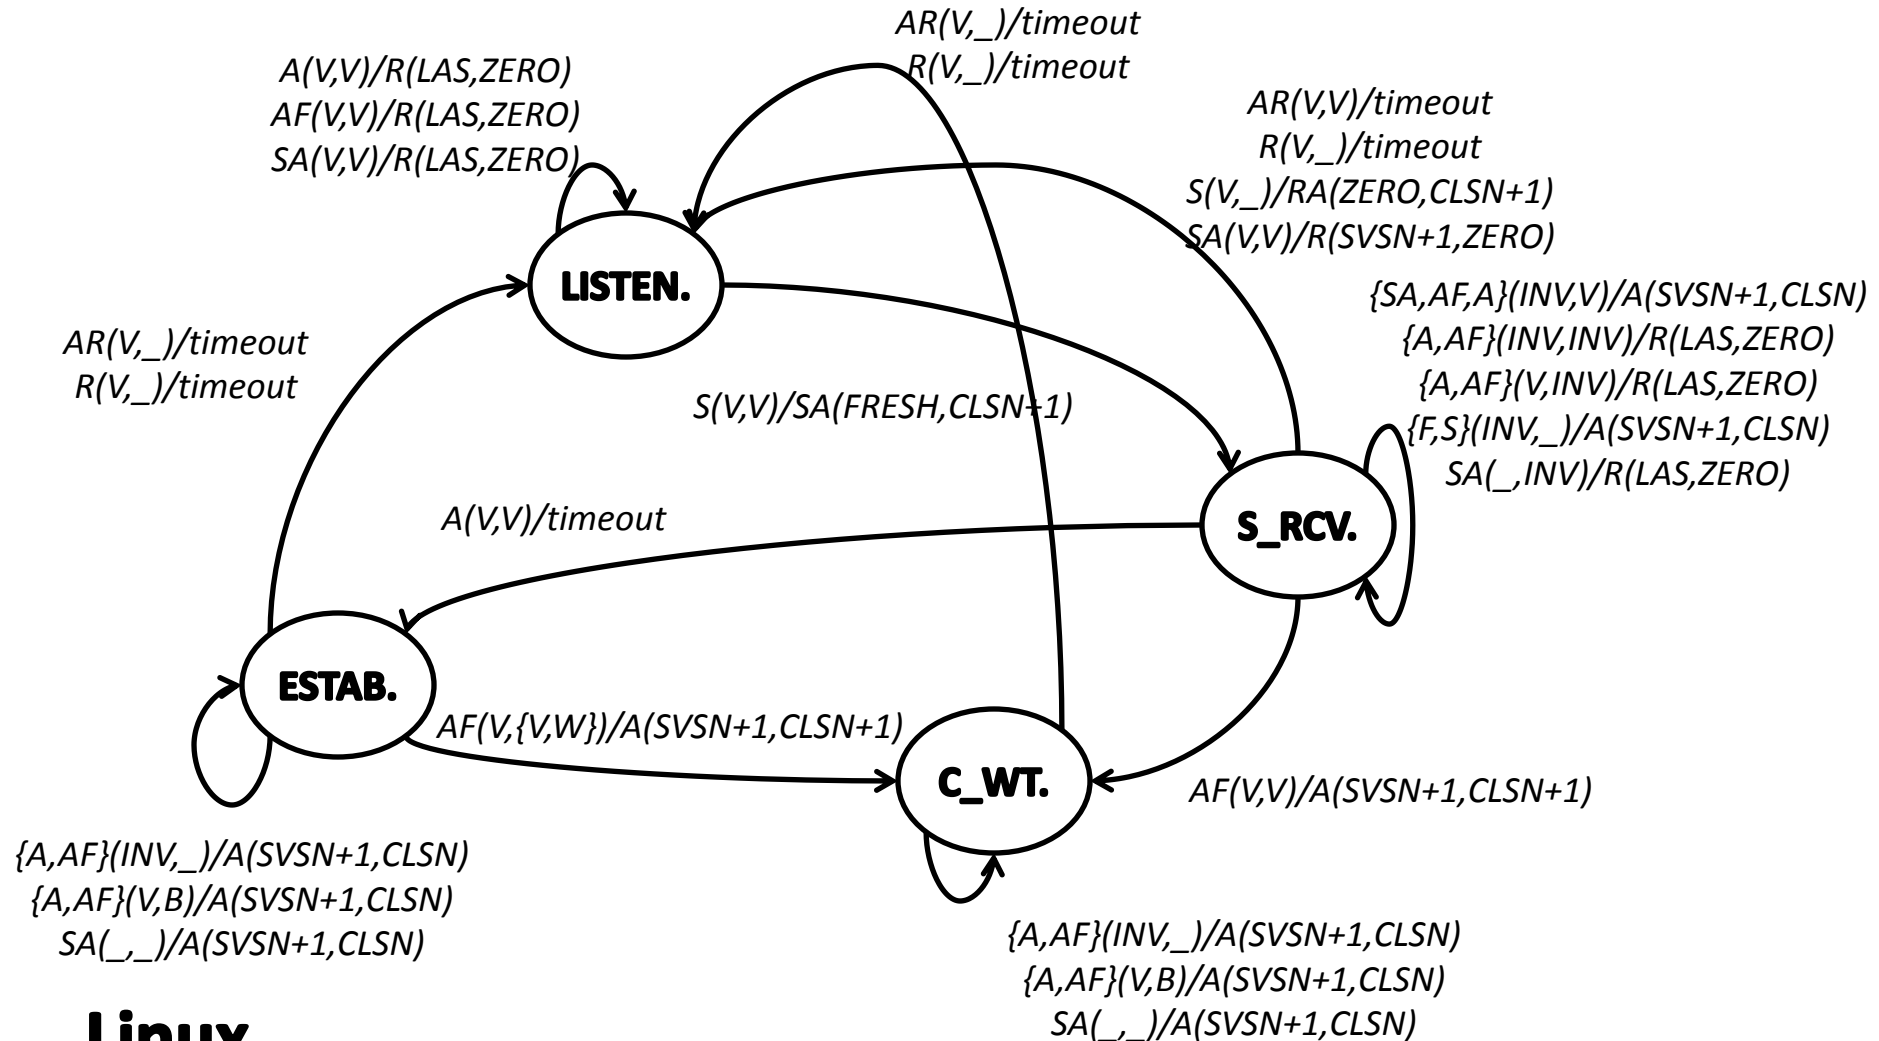 AR(V,_)/timeout
R(V,_)/timeout
A(V,V)/R(LAS,ZERO)
AF(V,V)/R(LAS,ZERO)
SA(V,V)/R(LAS,ZERO)
AR(V,V)/timeout
R(V,_)/timeout
S(V,_)/RA(ZERO,CLSN+1)
SA(V,V)/R(SVSN+1,ZERO)
LISTEN.
{SA,AF,A}(INV,V)/A(SVSN+1,CLSN)
{A,AF}(INV,INV)/R(LAS,ZERO)
{A,AF}(V,INV)/R(LAS,ZERO)
{F,S}(INV,_)/A(SVSN+1,CLSN)
SA(_,INV)/R(LAS,ZERO)
AR(V,_)/timeout
R(V,_)/timeout
S(V,V)/SA(FRESH,CLSN+1)
A(V,V)/timeout
S_RCV.
ESTAB.
AF(V,{V,W})/A(SVSN+1,CLSN+1)
C_WT.
AF(V,V)/A(SVSN+1,CLSN+1)
{A,AF}(INV,_)/A(SVSN+1,CLSN)
{A,AF}(V,B)/A(SVSN+1,CLSN)
SA(_,_)/A(SVSN+1,CLSN)
{A,AF}(INV,_)/A(SVSN+1,CLSN)
{A,AF}(V,B)/A(SVSN+1,CLSN)
SA(_,_)/A(SVSN+1,CLSN)
Linux